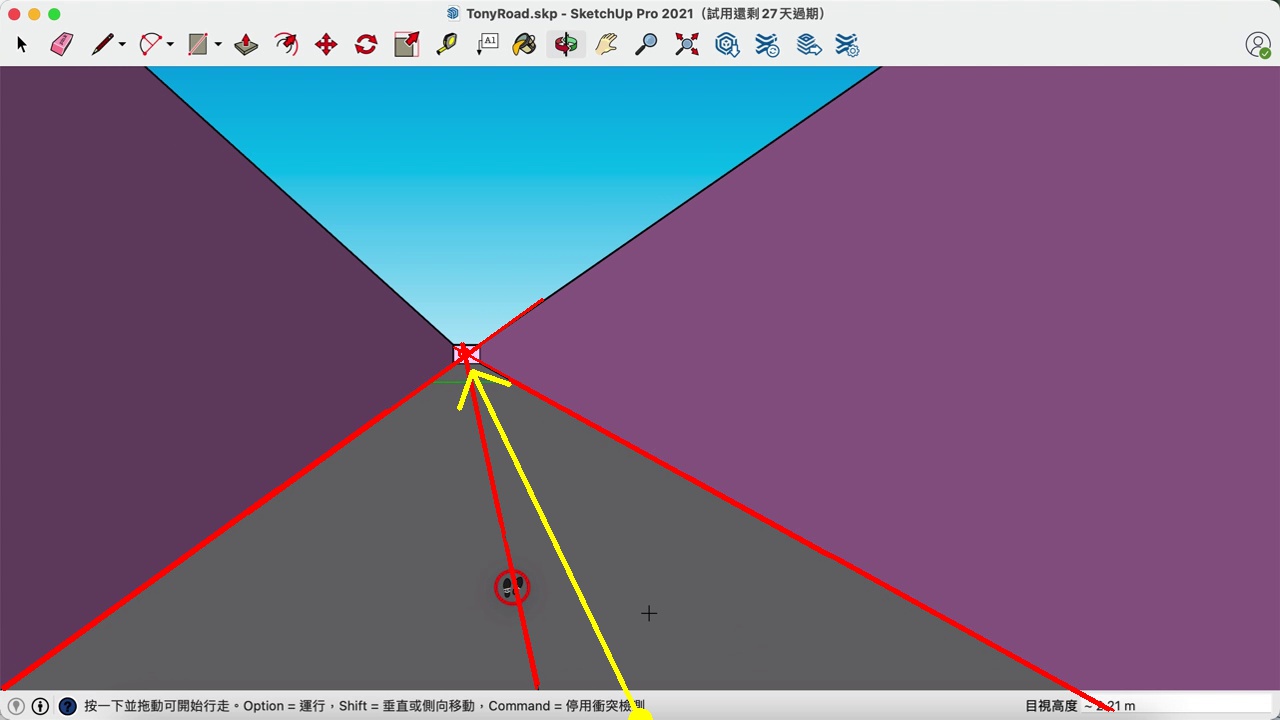 TonyRoad.skp - SketchUp Pro 2021（試用還剩 27 天過期）
A1
按一下並拖動可開始行走。Option = 運行，Shift = 垂直或側向移動，Command = 停用衝突檢測
目視高度 ~ 2.21 m